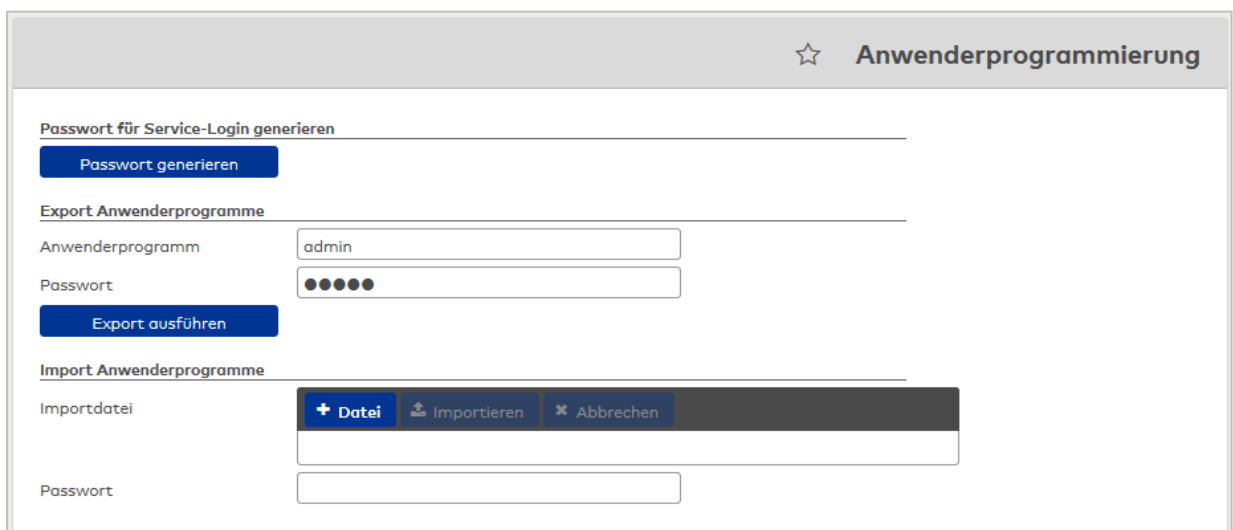 Anwenderprogrammierung
Passwort für Service-Login generieren
Passwort generieren
Export Anwenderprogramme
Anwenderprogramm admin
Passwort ●●●●●
Export ausführen
Import Anwenderprogramme
Importdatei + Datei Importieren × Abbrechen
Passwort